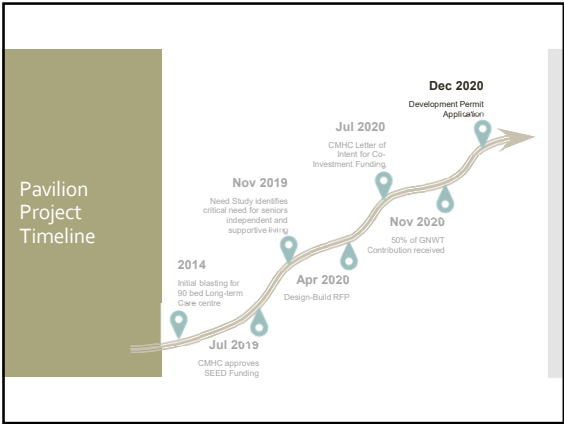 Pavilion
Project
Timeline
2014
Initial blasting for
90 bed Long-term
Care centre
Jul 2019
CMHC approves
SEED Funding
Nov 2019
Need Study identifies
critical need for seniors
independent and
supportive living
Apr 2020
Design-Build RFP
Jul 2020
CMHC Letter of
Intent for Co-
Investment Funding
Nov 2020
50% of GNWT
Contribution received
Dec 2020
Development Permit
Application